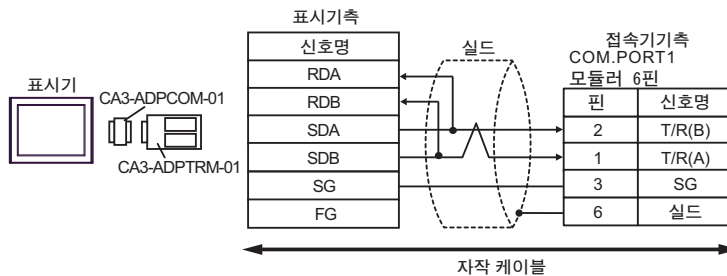 표시기
CA3-ADPCOM-01
CA3-ADPTRM-01
표시기측
신호명
RDA
RDB
SDA
SDB
SG
FG
실드
접속기기측
COM.PORT1
모듈러 6핀
핀 신호명
2 T/R(B)
1 T/R(A)
3 SG
6 실드
자작 케이블